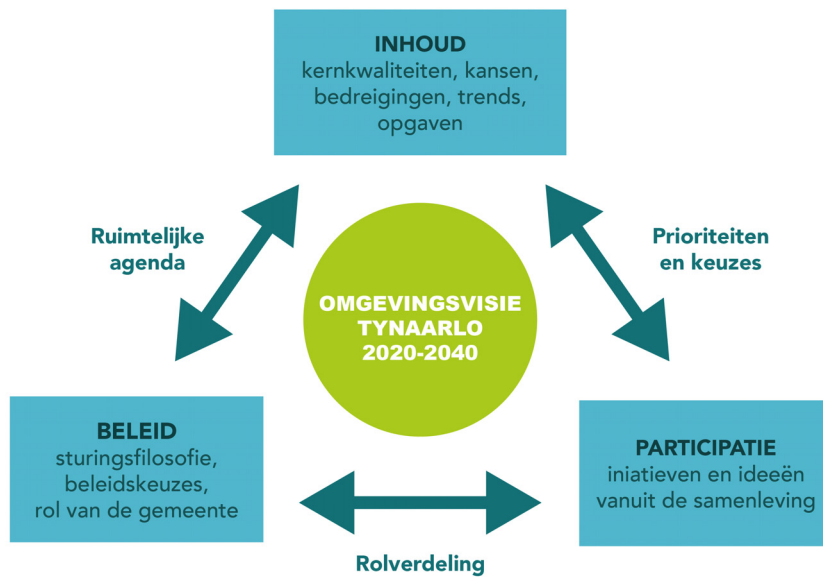 INHOUD
kernkwaliteiten, kansen,
bedreigingen, trends,
opgaven
Ruimtelijke
agenda
Prioriteiten
en keuzes
OMGEVINGSVISIE
TYNAARLO
2020-2040
BELEID
sturingsfilosofie,
beleidskeuzes,
rol van de gemeente
PARTICIPATIE
iniatieven en ideeën
vanuit de samenleving
Rolverdeling